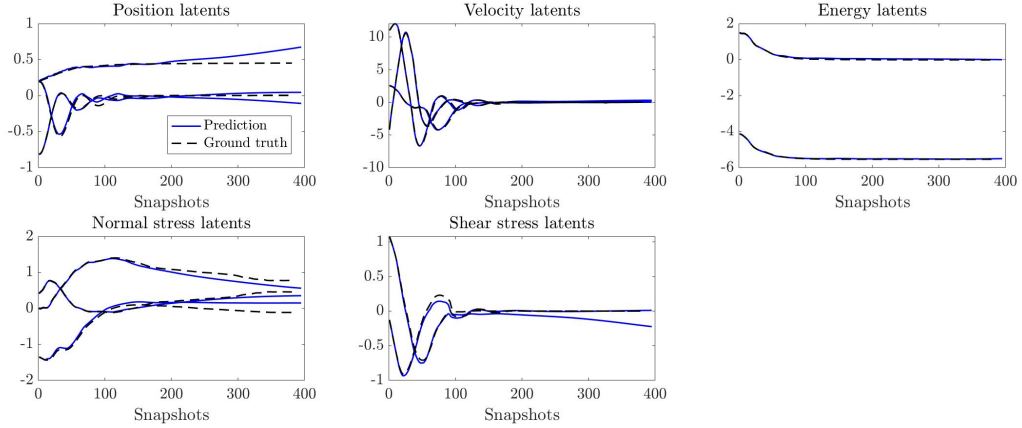 Position latents
1
0.5
0
-0.5
-1
0 100 200 300 400
Snapshots
Prediction
Ground truth
Velocity latents
10
5
0
-5
-10
0 100 200 300 400
Snapshots
Energy latents
2
0
-2
-4
-6
0 100 200 300 400
Snapshots
Normal stress latents
2
1
0
-1
-2
0 100 200 300 400
Snapshots
Shear stress latents
1
0.5
0
-0.5
-1
0 100 200 300 400
Snapshots